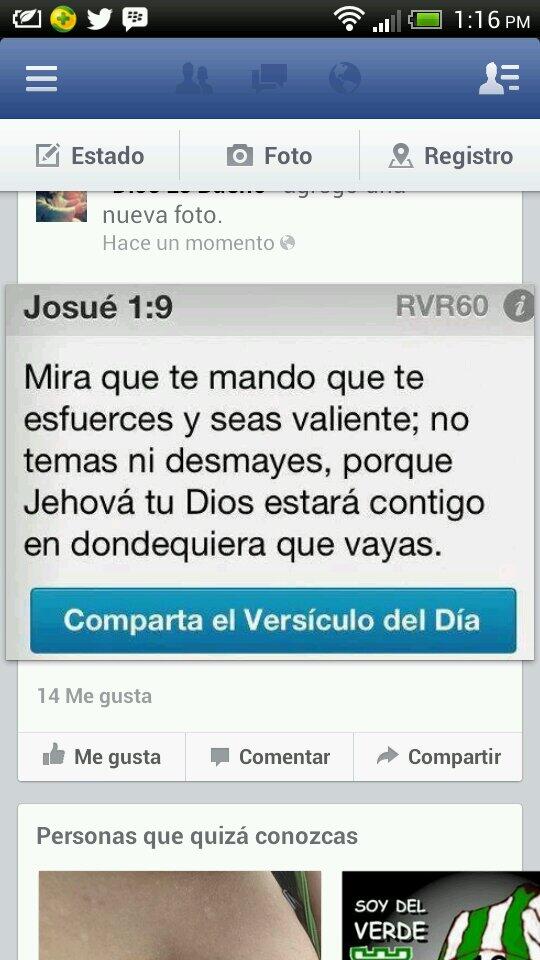 1:16 PM
Estado
Foto
Registro
nueva foto.
Hace un momento
Josué 1:9
RVR60
i
Mira que te mando que te
esfuerces y seas valiente; no
temas ni desmayes, porque
Jehová tu Dios estará contigo
en dondequiera que vayas.
Comparta el Versículo del Día
14 Me gusta
Me gusta
Comentar
Compartir
Personas que quizá conozcas
SOY DEL
VERDE